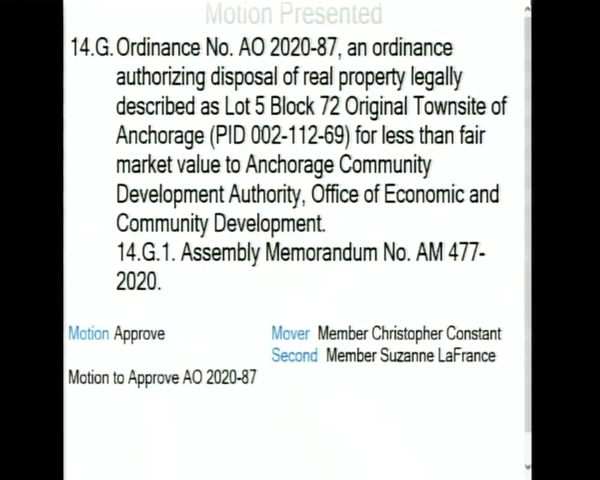 Motion Presented
14.G. Ordinance No. AO 2020-87, an ordinance
authorizing disposal of real property legally
described as Lot 5 Block 72 Original Townsite of
Anchorage (PID 002-112-69) for less than fair
market value to Anchorage Community
Development Authority, Office of Economic and
Community Development.
14.G.1. Assembly Memorandum No. AM 477-
2020.
Motion Approve Mover Member Christopher Constant
Second Member Suzanne LaFrance
Motion to Approve AO 2020-87